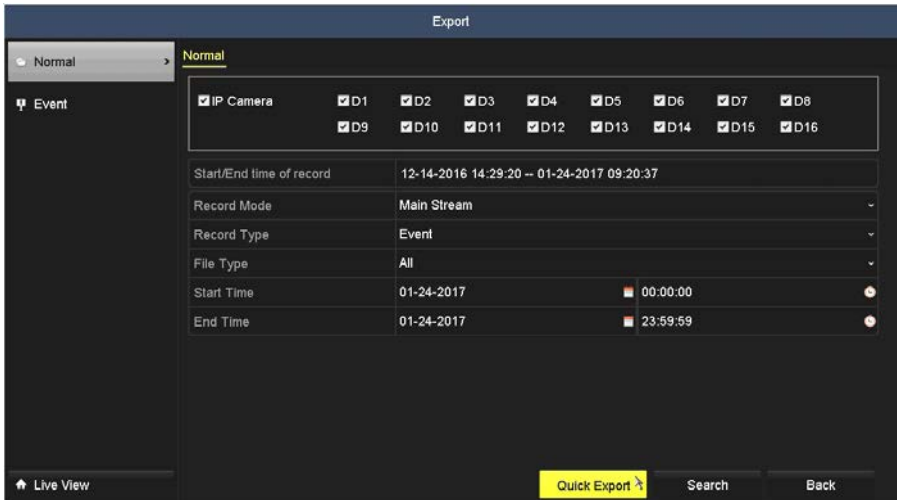 Export
Normal
Event
Live View
Normal
IP Camera D1 D2 D3 D4 D5 D6 D7 D8
D9 D10 D11 D12 D13 D14 D15 D16
Start/End time of record 12-14-2016 14:29:20 -- 01-24-2017 09:20:37
Record Mode Main Stream
Record Type Event
File Type All
Start Time 01-24-2017 00:00:00
End Time 01-24-2017 23:59:59
Quick Export Search Back